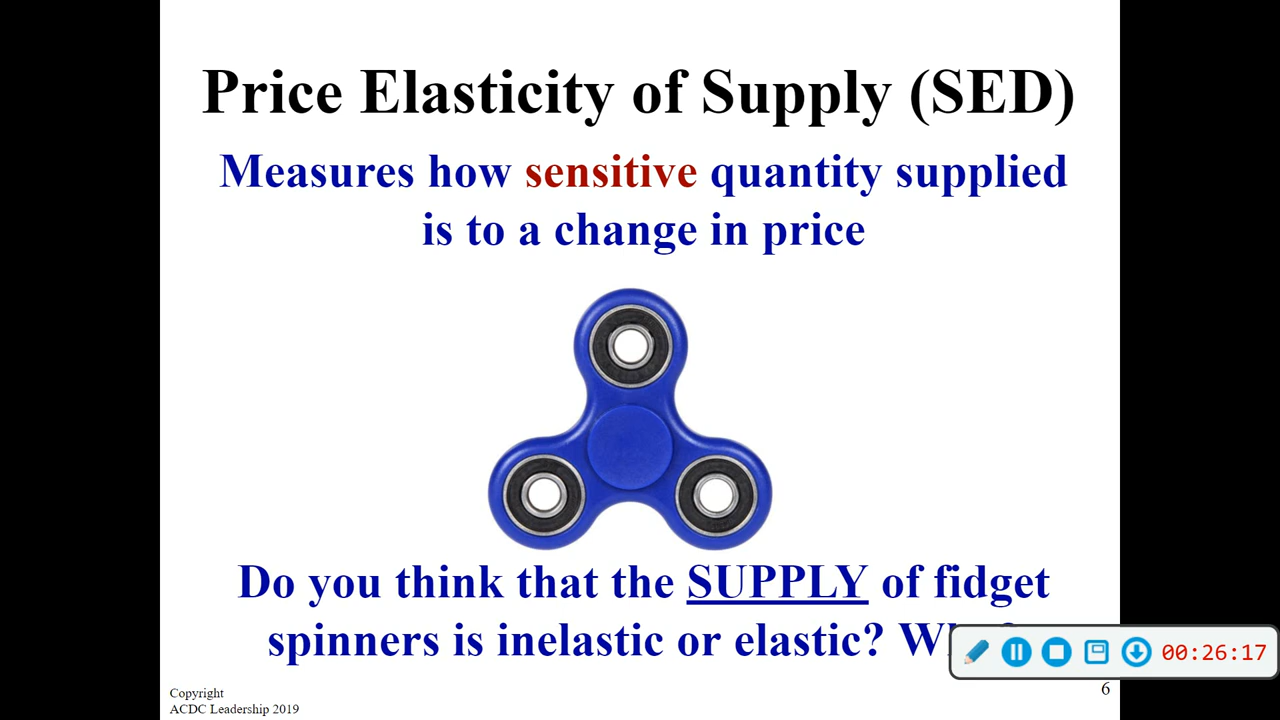 Price Elasticity of Supply (SED)
Measures how sensitive quantity supplied
is to a change in price
Do you think that the SUPPLY of fidget
spinners is inelastic or elastic?
00:26:17
Copyright
ACDC Leadership 2019
6